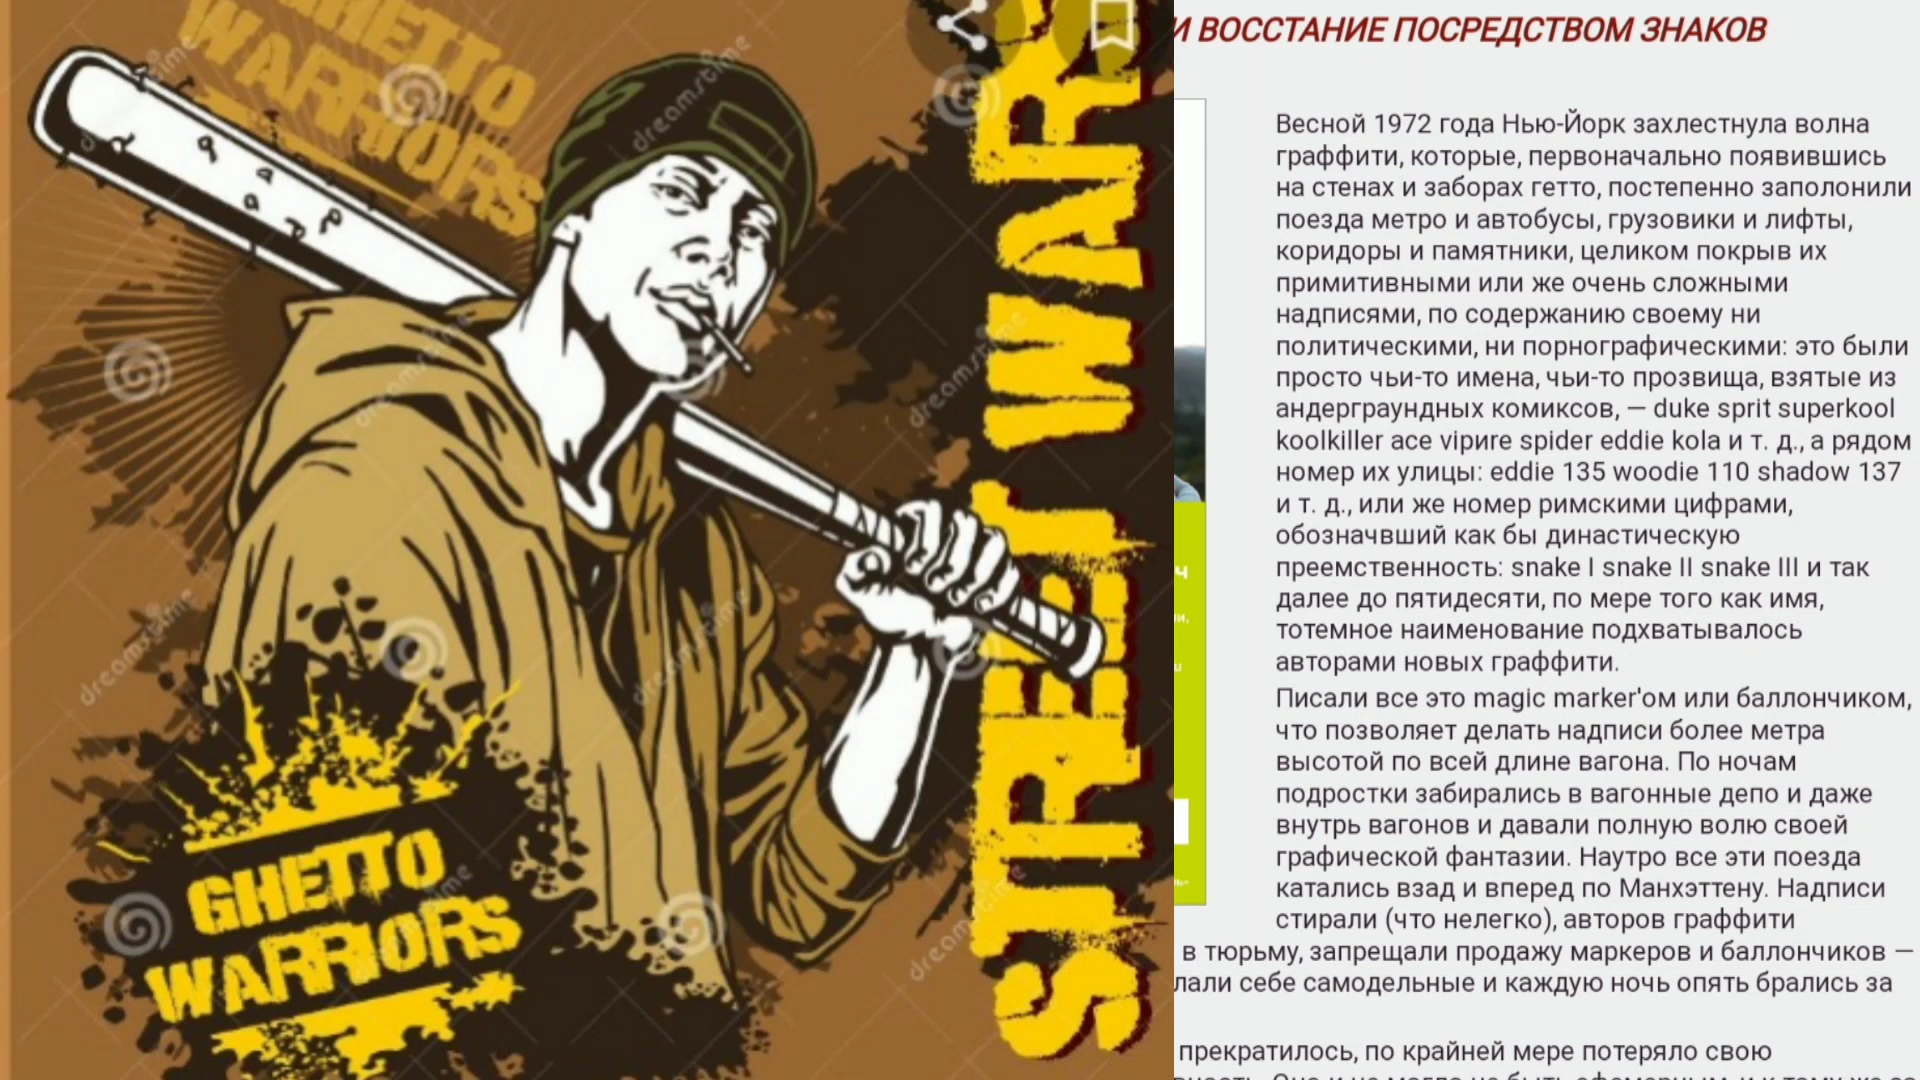 GHETTO
WARRIORS
STREET WARS
GHETTO
WARRIORS
dreamstime
И ВОССТАНИЕ ПОСРЕДСТВОМ ЗНАКОВ
Весной 1972 года Нью-Йорк захлестнула волна
граффити, которые, первоначально появившись
на стенах и заборах гетто, постепенно заполонили
поезда метро и автобусы, грузовики и лифты,
коридоры и памятники, целиком покрыв их
примитивными или же очень сложными
надписями, по содержанию своему ни
политическими, ни порнографическими: это были
просто чьи-то имена, чьи-то прозвища, взятые из
андерграундных комиксов, — duke sprit superkool
koolkiller ace vipire spider eddie kola и т. д., а рядом
номер их улицы: eddie 135 woodie 110 shadow 137
и т. д., или же номер римскими цифрами,
обозначвший как бы династическую
преемственность: snake I snake II snake III и так
далее до пятидесяти, по мере того как имя,
тотемное наименование подхватывалось
авторами новых граффити.
Писали все это magic marker'ом или баллончиком,
что позволяет делать надписи более метра
высотой по всей длине вагона. По ночам
подростки забирались в вагонные депо и даже
внутрь вагонов и давали полную волю своей
графической фантазии. Наутро все эти поезда
катались взад и вперед по Манхэттену. Надписи
стирали (что нелегко), авторов граффити
в тюрьму, запрещали продажу маркеров и баллончиков —
лали себе самодельные и каждую ночь опять брались за
прекратилось, по крайней мере потеряло свою